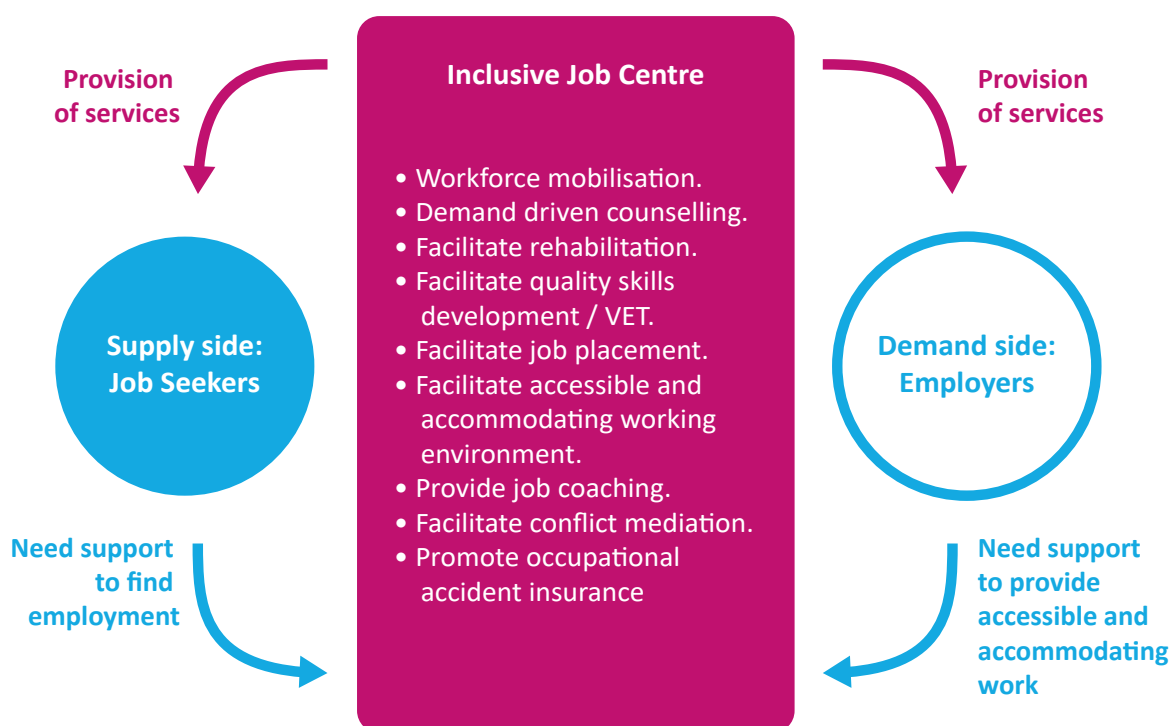 Provision
of services
Supply side:
Job Seekers
Need support
to find
employment
Inclusive Job Centre
• Workforce mobilisation.
• Demand driven counselling.
• Facilitate rehabilitation.
• Facilitate quality skills
development / VET.
• Facilitate job placement.
• Facilitate accessible and
accommodating working
environment.
• Provide job coaching.
• Facilitate conflict mediation.
• Promote occupational
accident insurance
Provision
of services
Demand side:
Employers
Need support
to provide
accessible and
accommodating
work